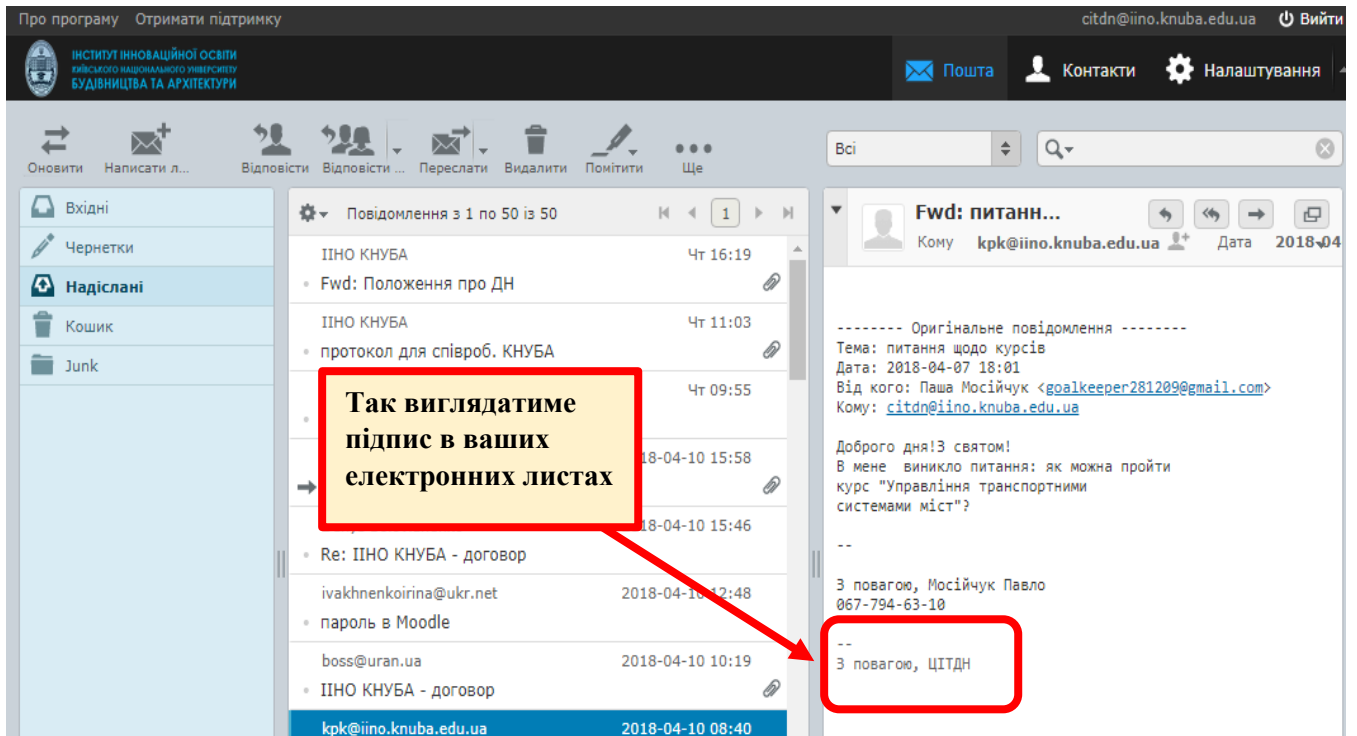 Про програму Отримати підтримку
citdn@iino.knuba.edu.ua Вийти
ІНСТИТУТ ІННОВАЦІЙНОЇ ОСВІТИ
КИЇВСЬКОГО НАЦІОНАЛЬНОГО УНІВЕРСИТЕТУ
БУДІВНИЦТВА ТА АРХІТЕКТУРИ
Пошта Контакти Налаштування
Оновити Написати л... Відповісти Відповісти ... Переслати Видалити Помітити Ще
Всі
Вхідні
Чернетки
Надіслані
Кошик
Junk
Повідомлення з 1 по 50 із 50
1
ІІНО КНУБА Чт 16:19
Fwd: Положення про ДН
ІІНО КНУБА Чт 11:03
протокол для співроб. КНУБА
Чт 09:55
18-04-10 15:58
18-04-10 15:46
Re: ІІНО КНУБА - договор
ivakhnenkoirina@ukr.net 2018-04-10 12:48
пароль в Moodle
boss@uran.ua 2018-04-10 10:19
ІІНО КНУБА - договор
kpk@iino.knuba.edu.ua 2018-04-10 08:40
Так виглядатиме
підпис в ваших
електронних листах
Fwd: питанн...
Кому kpk@iino.knuba.edu.ua Дата 2018-04
-------- Оригінальне повідомлення --------
Тема: питання щодо курсів
Дата: 2018-04-07 18:01
Від кого: Паша Мосійчук <goalkeeper281209@gmail.com>
Кому: citdn@iino.knuba.edu.ua
Доброго дня!З святом!
В мене виникло питання: як можна пройти
курс "Управління транспортними
системами міст"?
--
З повагою, Мосійчук Павло
067-794-63-10
--
З повагою, ЦІТДН